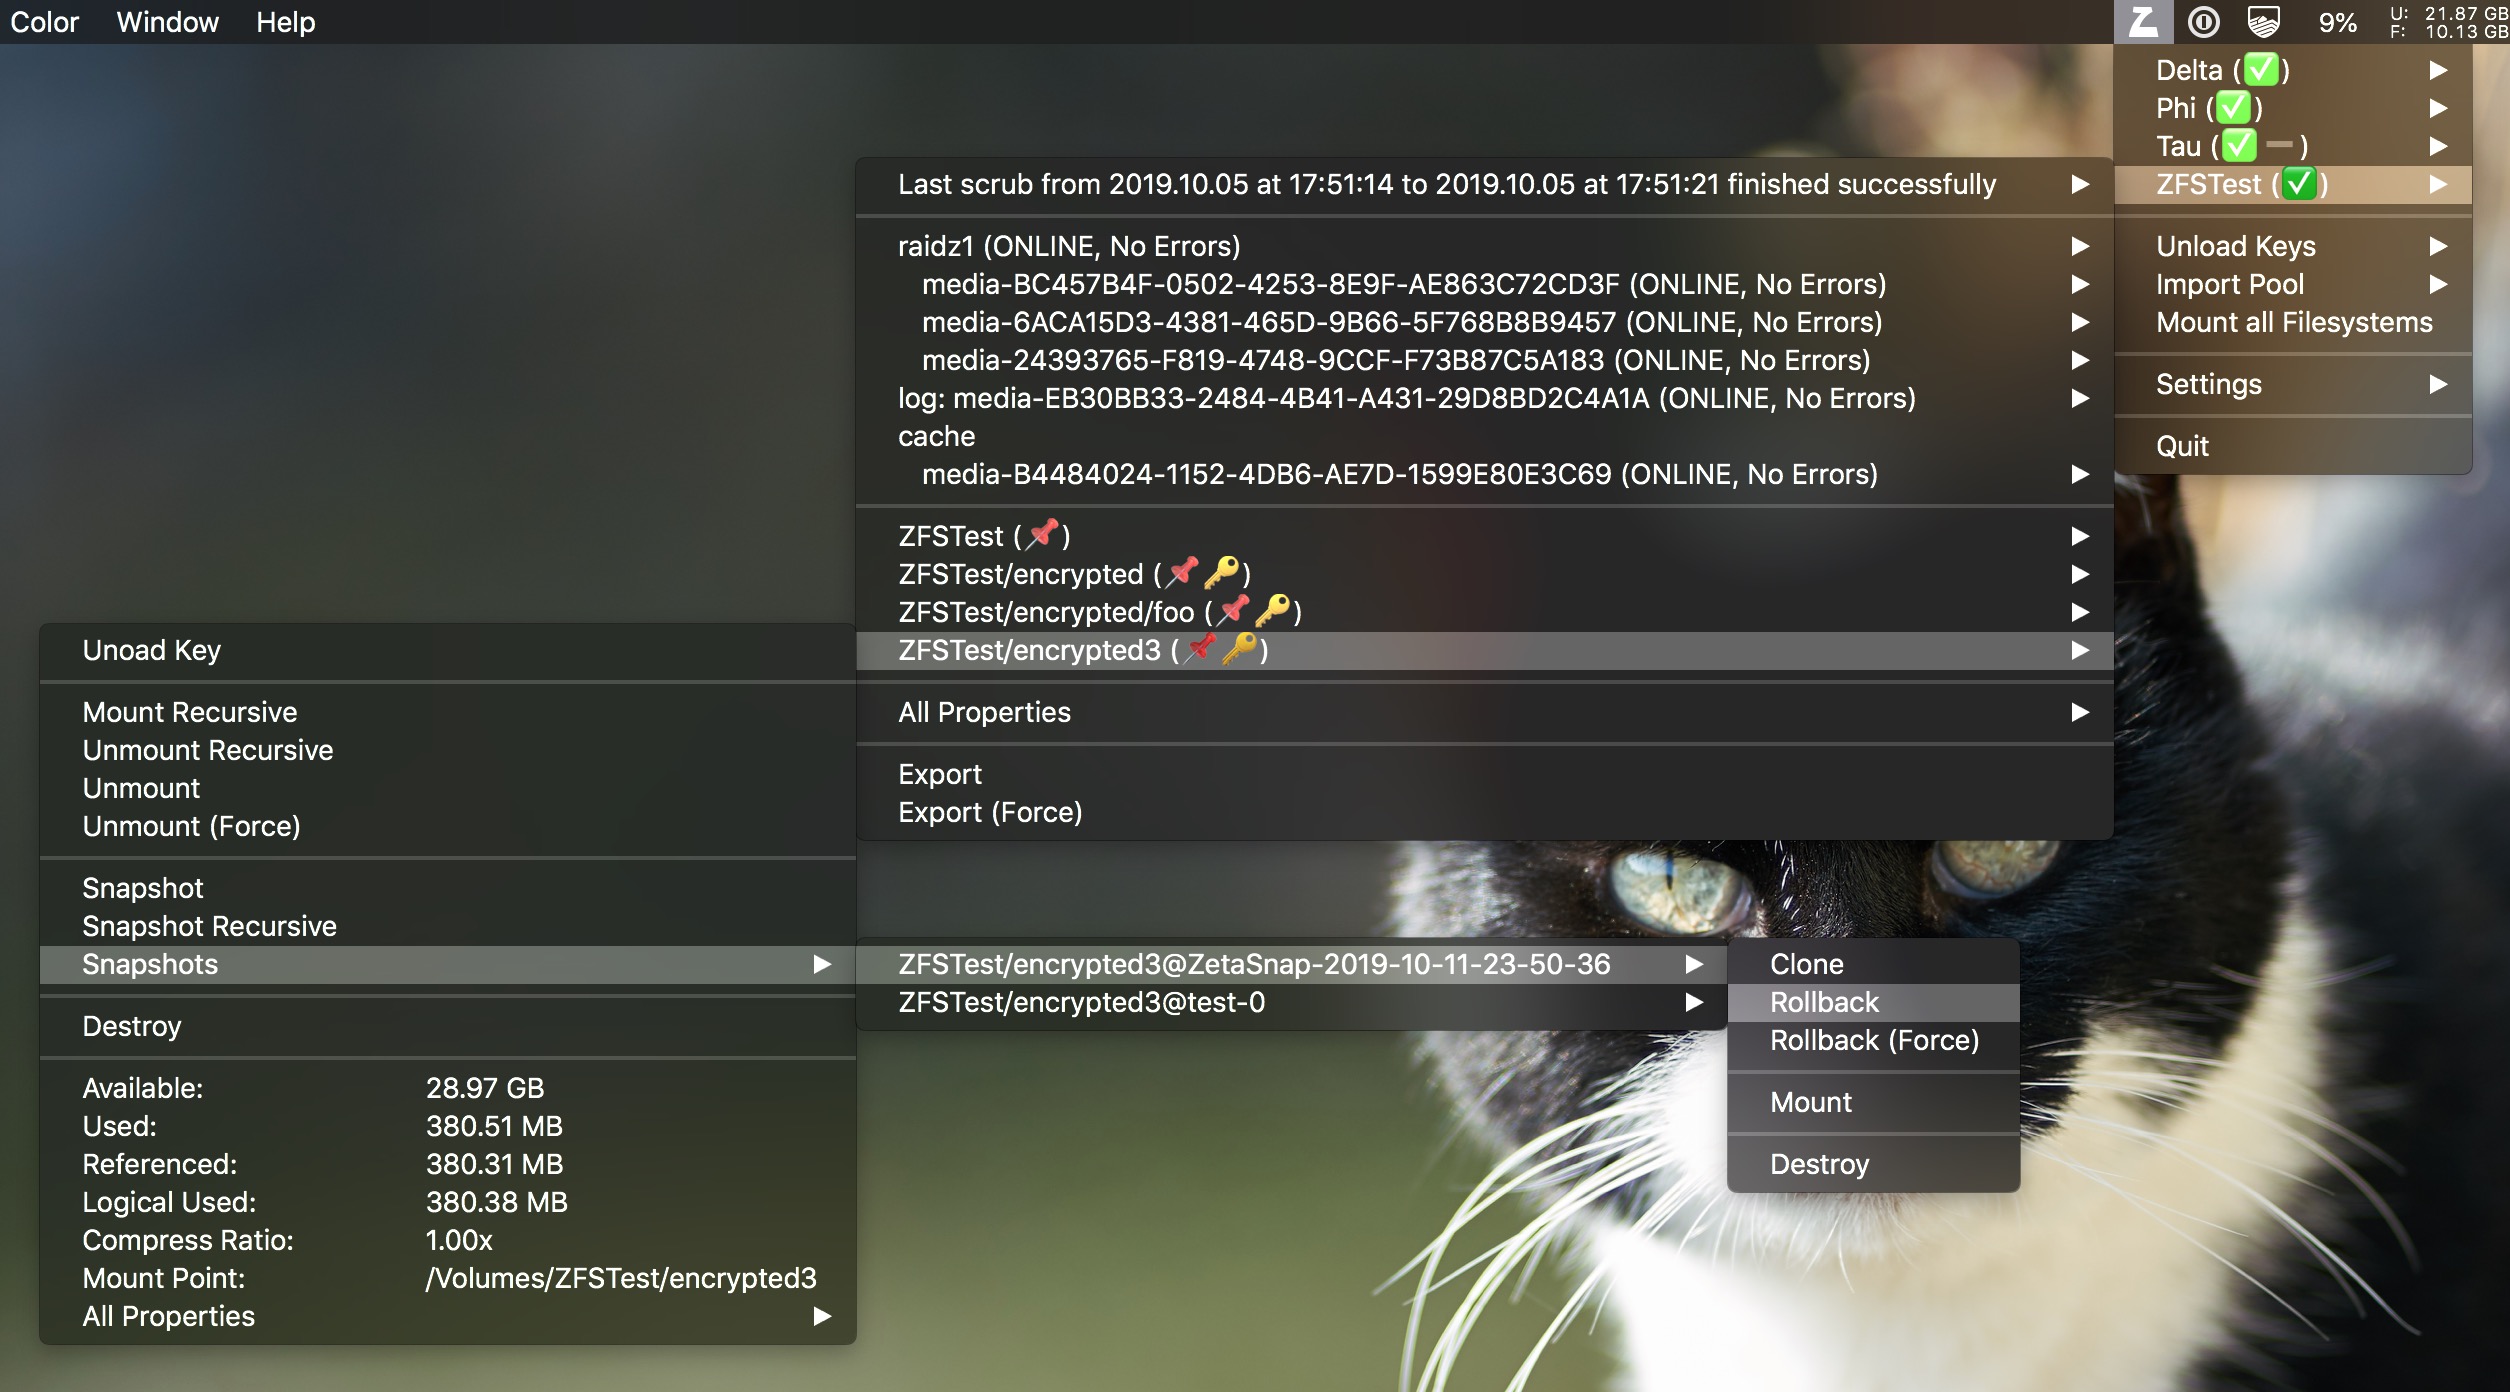 Color Window Help
9% U: 21.87 GB
F: 10.13 GB
Delta (✅)
Phi (✅)
Tau (✅➖)
ZFSTest (✅)
Unload Keys
Import Pool
Mount all Filesystems
Settings
Quit
Last scrub from 2019.10.05 at 17:51:14 to 2019.10.05 at 17:51:21 finished successfully
raidz1 (ONLINE, No Errors)
media-BC457B4F-0502-4253-8E9F-AE863C72CD3F (ONLINE, No Errors)
media-6ACA15D3-4381-465D-9B66-5F768B8B9457 (ONLINE, No Errors)
media-24393765-F819-4748-9CCF-F73B87C5A183 (ONLINE, No Errors)
log: media-EB30BB33-2484-4B41-A431-29D8BD2C4A1A (ONLINE, No Errors)
cache
media-B4484024-1152-4DB6-AE7D-1599E80E3C69 (ONLINE, No Errors)
ZFSTest (📌)
ZFSTest/encrypted (📌🔑)
ZFSTest/encrypted/foo (📌🔑)
ZFSTest/encrypted3 (📌🔑)
All Properties
Export
Export (Force)
Unoad Key
Mount Recursive
Unmount Recursive
Unmount
Unmount (Force)
Snapshot
Snapshot Recursive
Snapshots
Destroy
Available: 28.97 GB
Used: 380.51 MB
Referenced: 380.31 MB
Logical Used: 380.38 MB
Compress Ratio: 1.00x
Mount Point: /Volumes/ZFSTest/encrypted3
All Properties
ZFSTest/encrypted3@ZetaSnap-2019-10-11-23-50-36
ZFSTest/encrypted3@test-0
Clone
Rollback
Rollback (Force)
Mount
Destroy